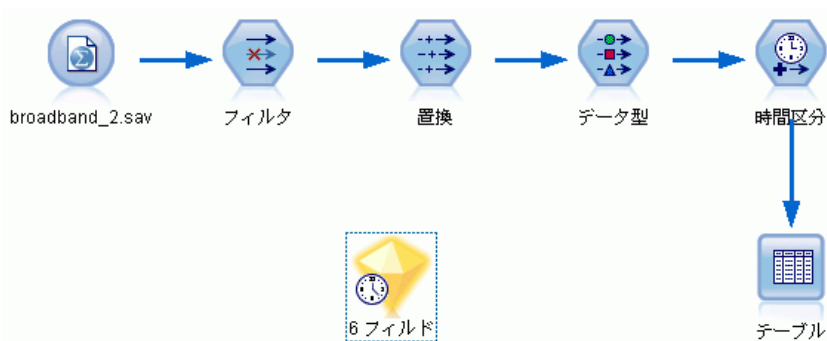 broadband_2.sav
フィルタ
置換
データ型
時間区分
6 フィルド
テーブル